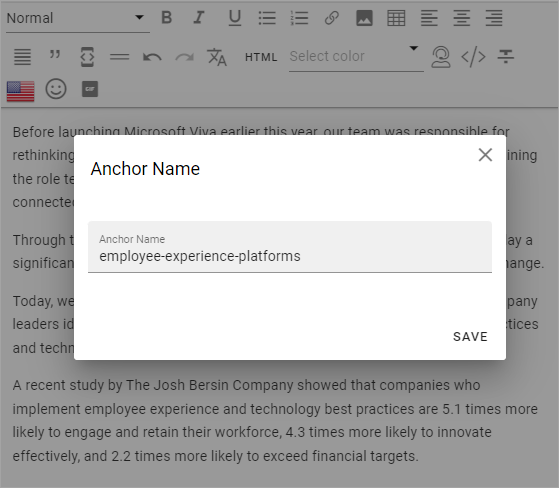 Normal B I U HTML Select color
GIF
Before launching Microsoft Viva earlier this year, our team was responsible for
rethinking
the role
connected
Anchor Name
Anchor Name
employee-experience-platforms
SAVE
Through
significan
Today, we
leaders
and
A recent study by The Josh Bersin Company showed that companies who
implement employee experience and technology best practices are 5.1 times more
likely to engage and retain their workforce, 4.3 times more likely to innovate
effectively, and 2.2 times more likely to exceed financial targets.